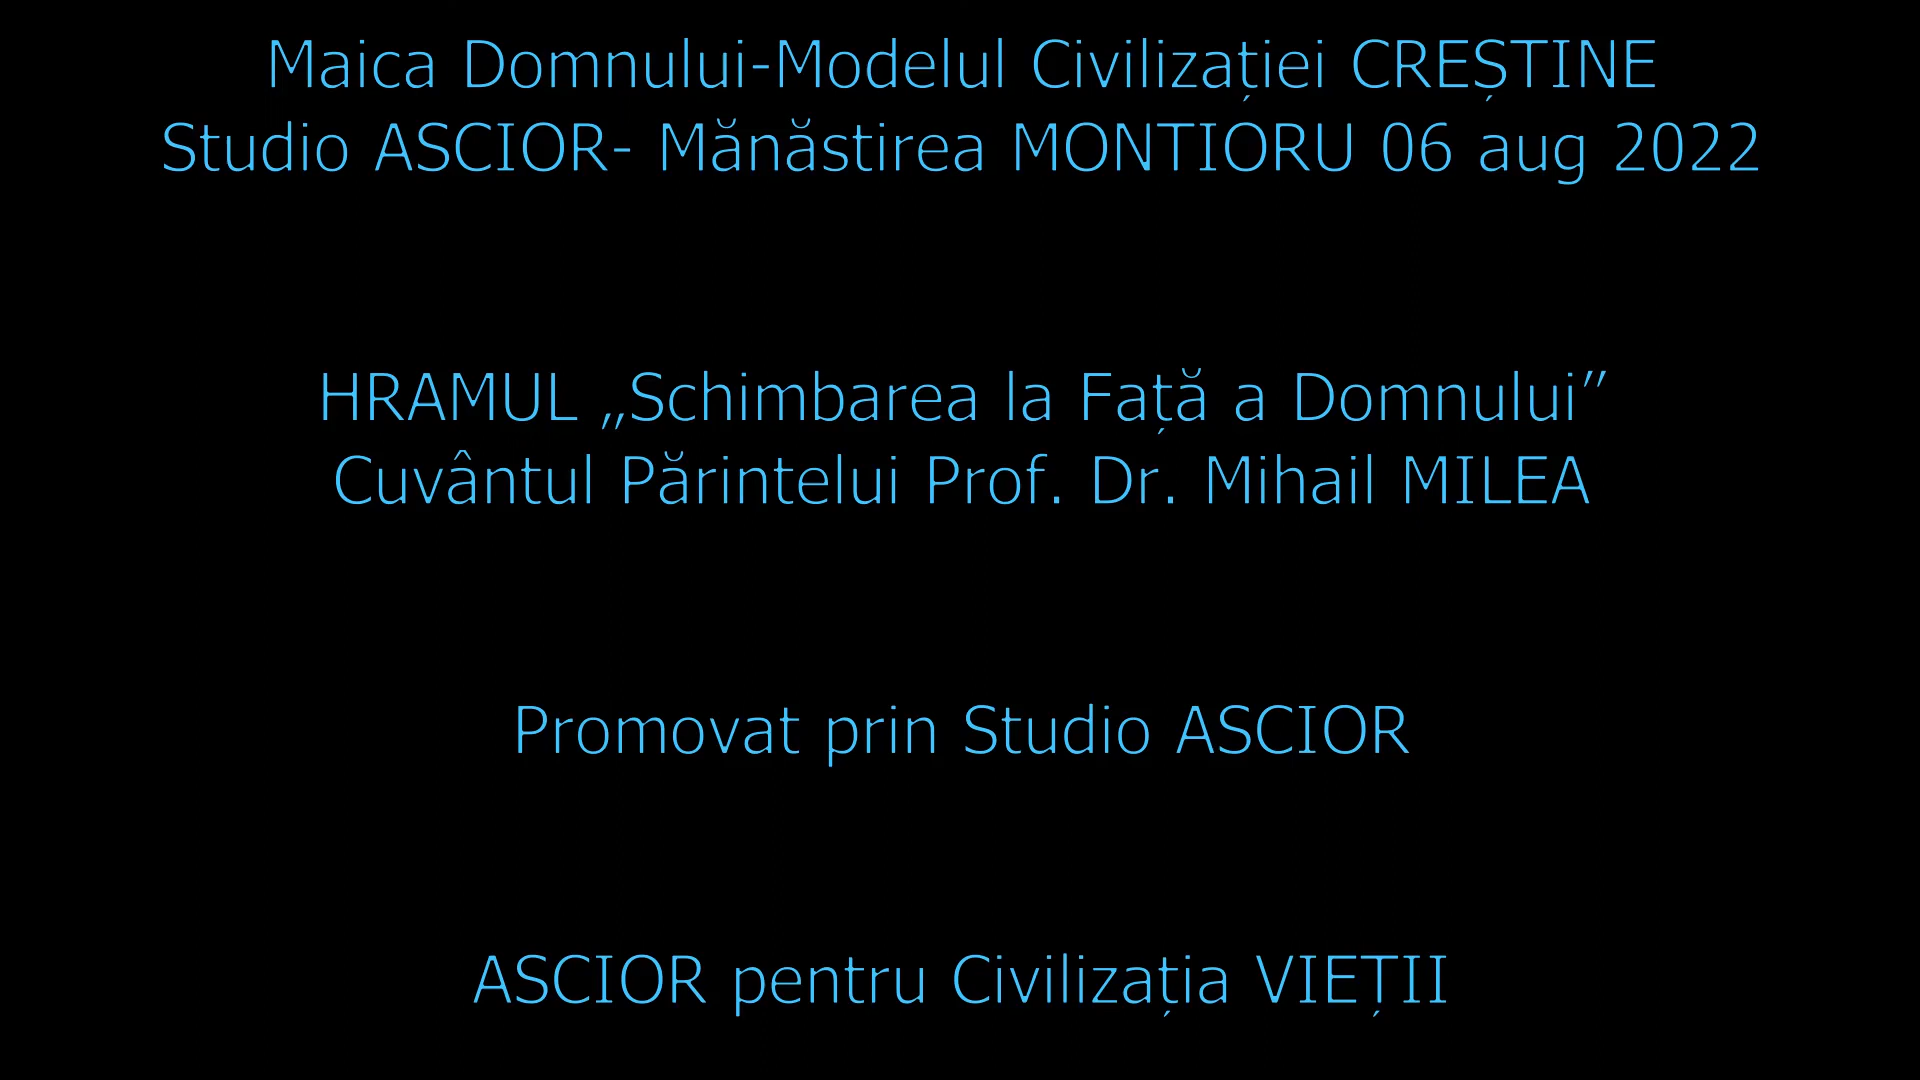 Maica Domnului-Modelul Civilizației CREȘTINE
Studio ASCIOR- Mănăstirea MONTIORU 06 aug 2022
HRAMUL „Schimbarea la Față a Domnului”
Cuvântul Părintelui Prof. Dr. Mihail MILEA
Promovat prin Studio ASCIOR
ASCIOR pentru Civilizația VIEȚII